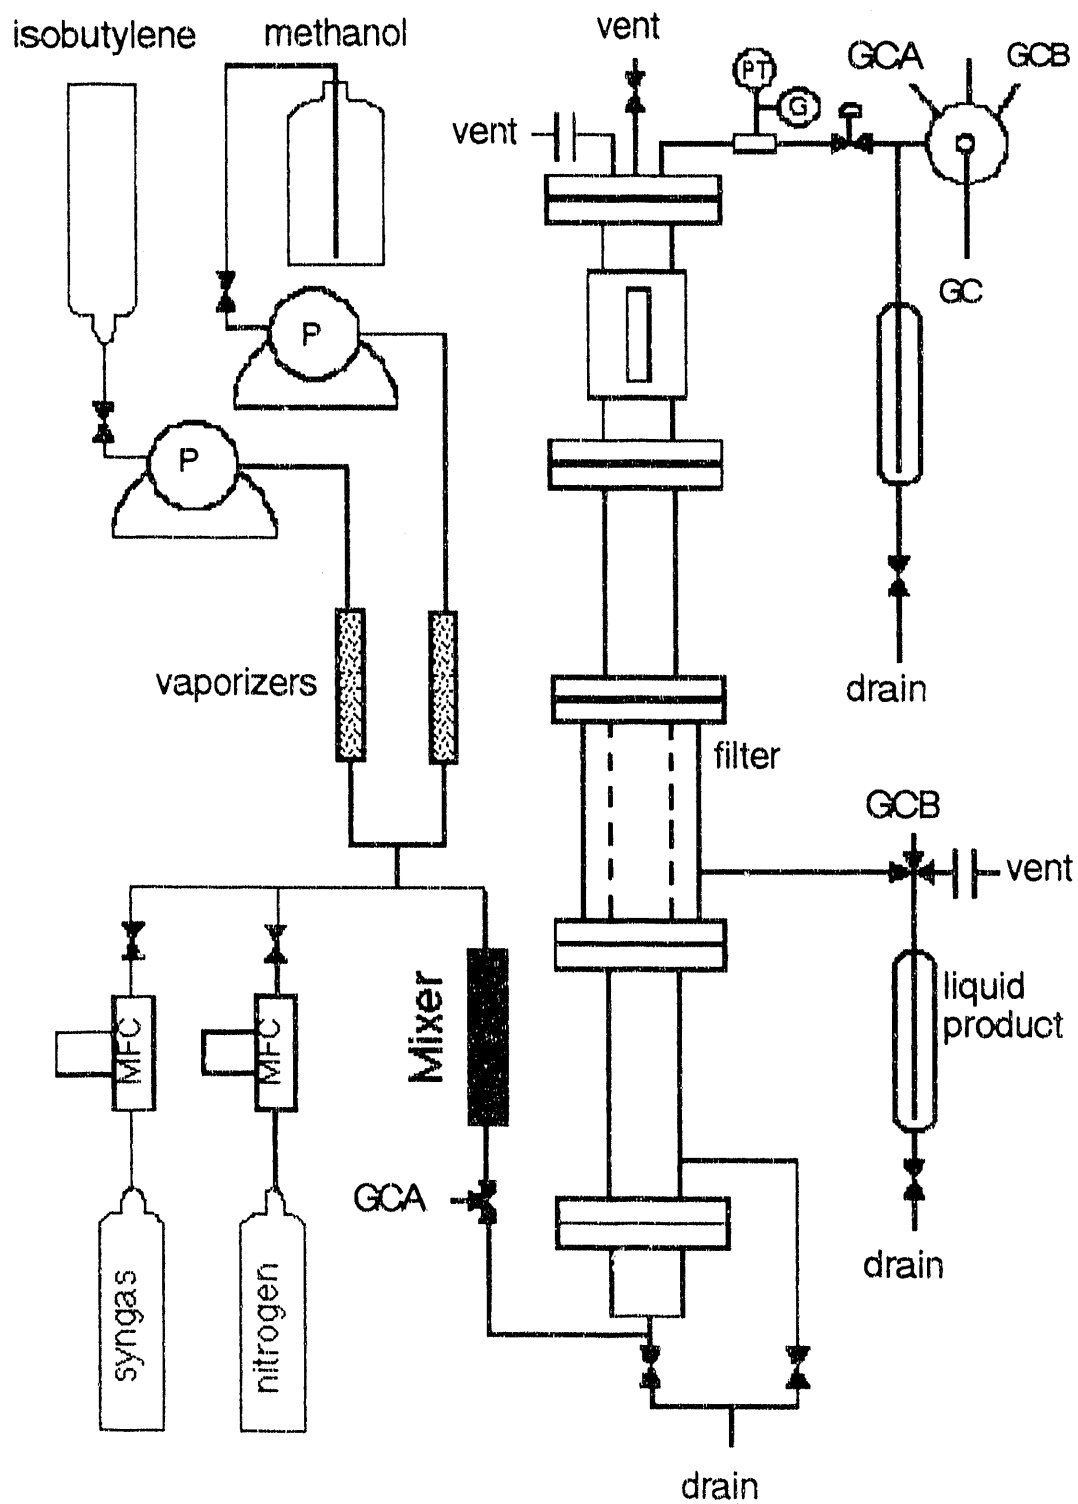 isobutylene
methanol
vent
vent
PT
G
GCA
GCB
GC
P
P
vaporizers
drain
filter
GCB
vent
liquid
product
drain
MFC
MFC
Mixer
GCA
syngas
nitrogen
drain